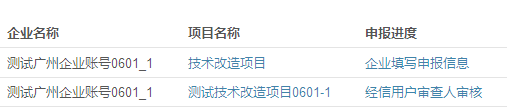 企业名称 项目名称 申报进度
测试广州企业账号0601_1 技术改造项目 企业填写申报信息
测试广州企业账号0601_1 测试技术改造项目0601-1 经信用户审查人审核